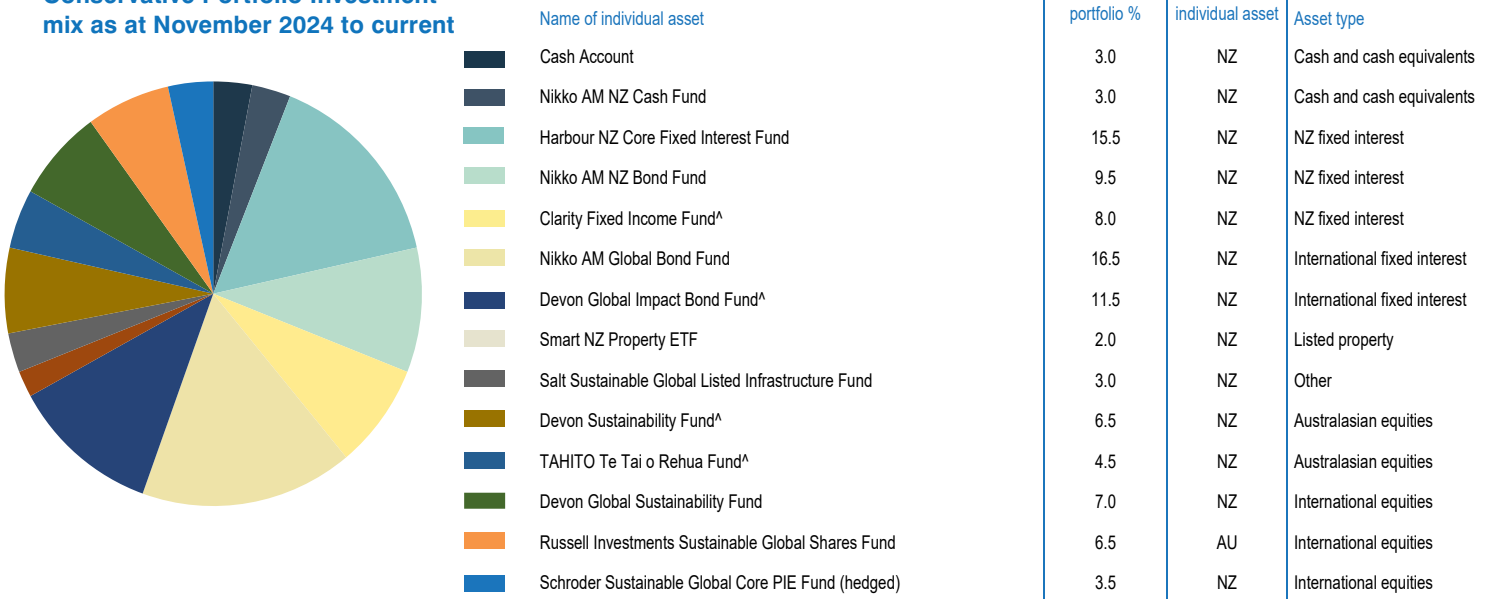 Conservative Portfolio investment
mix as at November 2024 to current
Name of individual asset portfolio % individual asset Asset type
Cash Account 3.0 NZ Cash and cash equivalents
Nikko AM NZ Cash Fund 3.0 NZ Cash and cash equivalents
Harbour NZ Core Fixed Interest Fund 15.5 NZ NZ fixed interest
Nikko AM NZ Bond Fund 9.5 NZ NZ fixed interest
Clarity Fixed Income Fund^ 8.0 NZ NZ fixed interest
Nikko AM Global Bond Fund 16.5 NZ International fixed interest
Devon Global Impact Bond Fund^ 11.5 NZ International fixed interest
Smart NZ Property ETF 2.0 NZ Listed property
Salt Sustainable Global Listed Infrastructure Fund 3.0 NZ Other
Devon Sustainability Fund^ 6.5 NZ Australasian equities
TAHITO Te Tai o Rehua Fund^ 4.5 NZ Australasian equities
Devon Global Sustainability Fund 7.0 NZ International equities
Russell Investments Sustainable Global Shares Fund 6.5 AU International equities
Schroder Sustainable Global Core PIE Fund (hedged) 3.5 NZ International equities